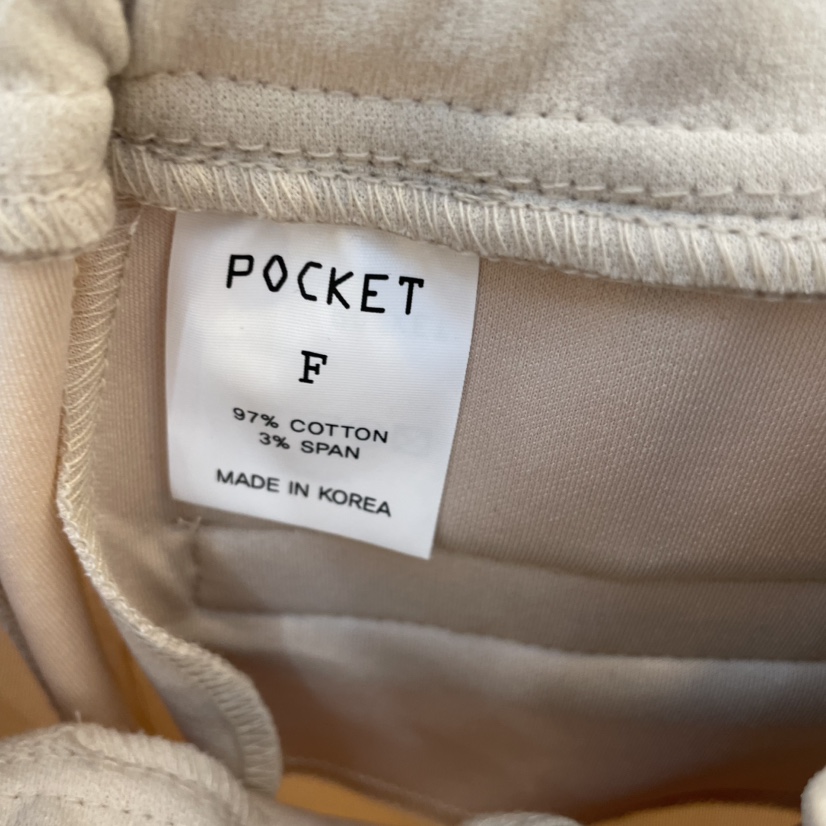 POCKET
F
97% COTTON
3% SPAN
MADE IN KOREA